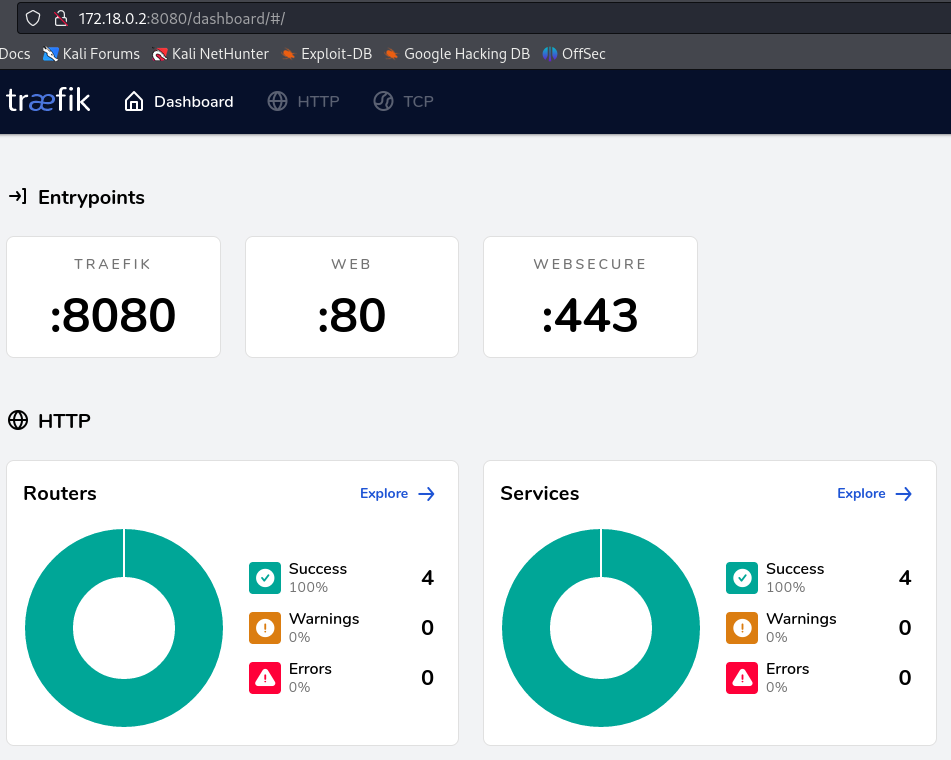 172.18.0.2:8080/dashboard/#/
Docs Kali Forums Kali NetHunter Exploit-DB Google Hacking DB OffSec
træfik Dashboard HTTP TCP
Entrypoints
TRAEFIK WEB WEBSECURE
:8080 :80 :443
HTTP
Routers Explore Services Explore
Success 4 Success 4
100% 100%
Warnings 0 Warnings 0
0% 0%
Errors 0 Errors 0
0% 0%